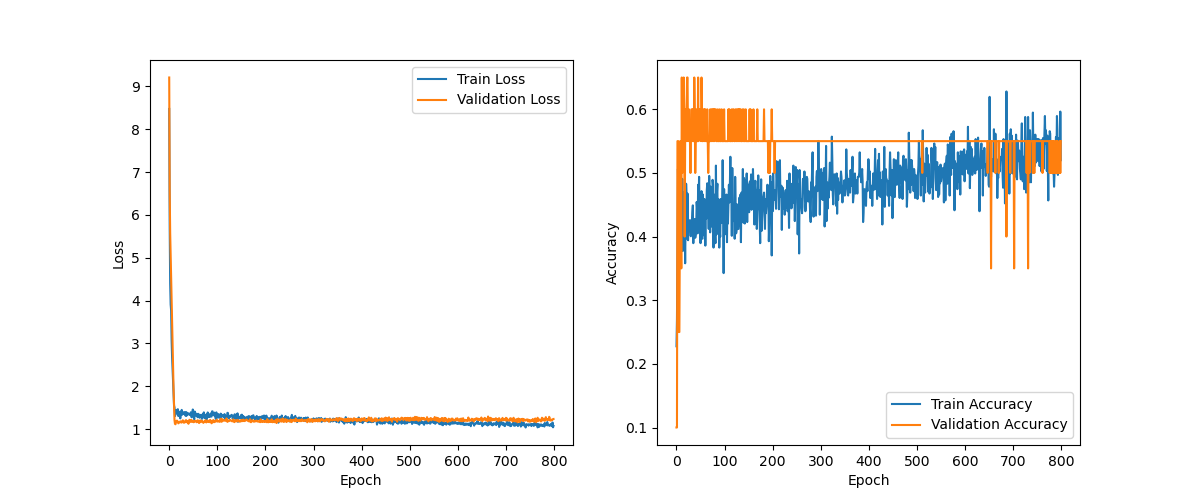 Train Loss
Validation Loss
9
8
7
6
5
4
3
2
1
Loss
0 100 200 300 400 500 600 700 800
Epoch
0.6
0.5
0.4
0.3
0.2
0.1
Accuracy
Train Accuracy
Validation Accuracy
0 100 200 300 400 500 600 700 800
Epoch